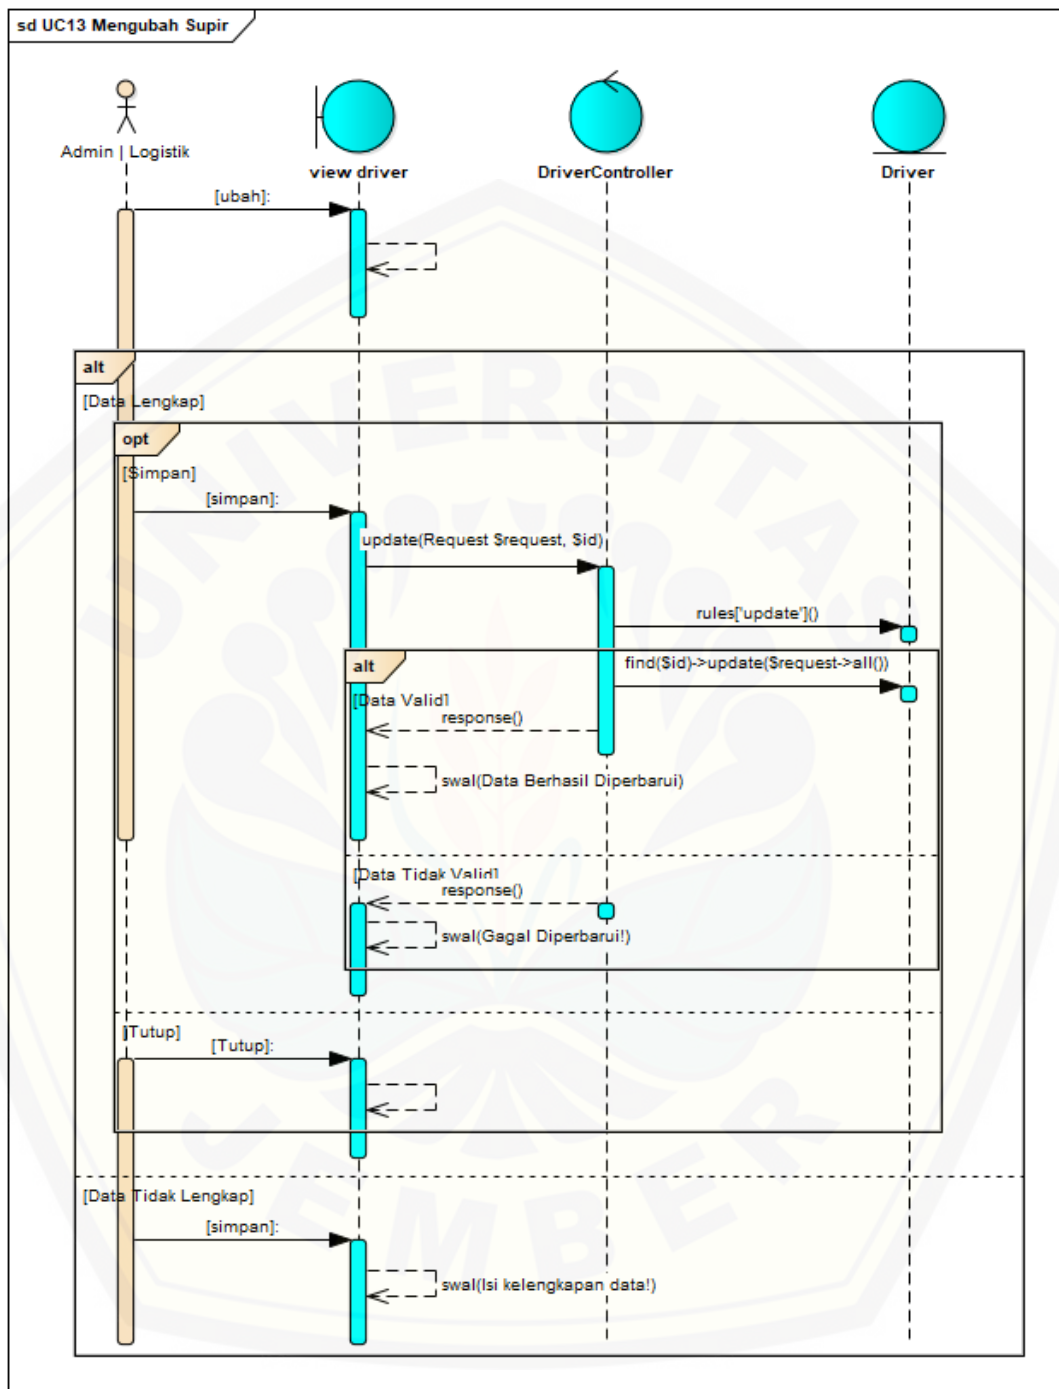 sd UC13 Mengubah Supir
Admin | Logistik
view driver
DriverController
Driver
[ubah]:
alt
[Data Lengkap]
opt
[Simpan]
[simpan]:
update(Request $request, $id)
rules['update']()
alt
find($id)->update($request->all())
[Data Valid]
response()
swal(Data Berhasil Diperbarui)
[Data Tidak Valid]
response()
swal(Gagal Diperbarui!)
[Tutup]
[Tutup]:
[Data Tidak Lengkap]
[simpan]:
swal(Isi kelengkapan data!)
UNIVERSITAS
JEMBER